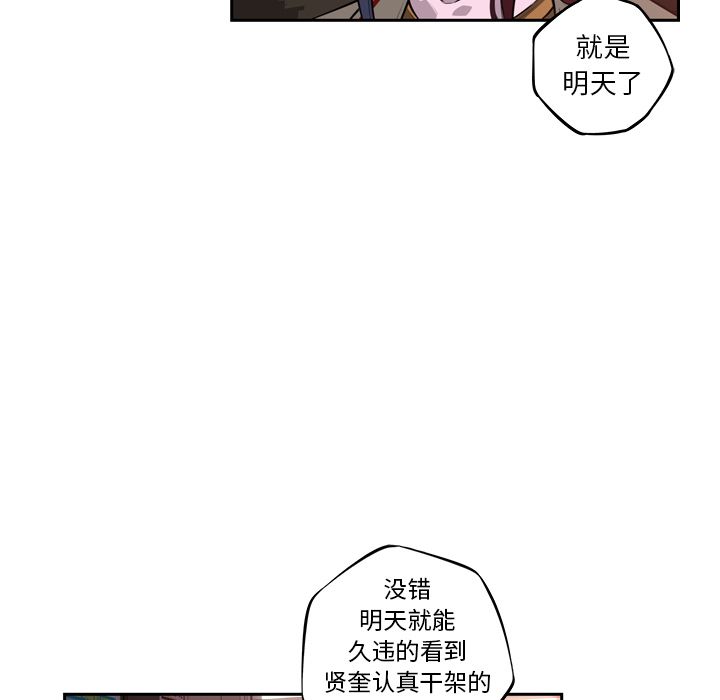 就是
明天了
没错
明天就能
久违的看到
贤奎认真干架的